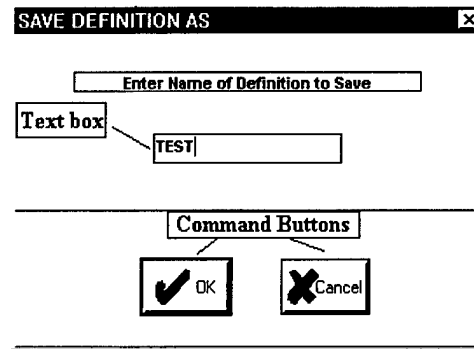 SAVE DEFINITION AS
Enter Name of Definition to Save
Text box
TEST
Command Buttons
OK
Cancel